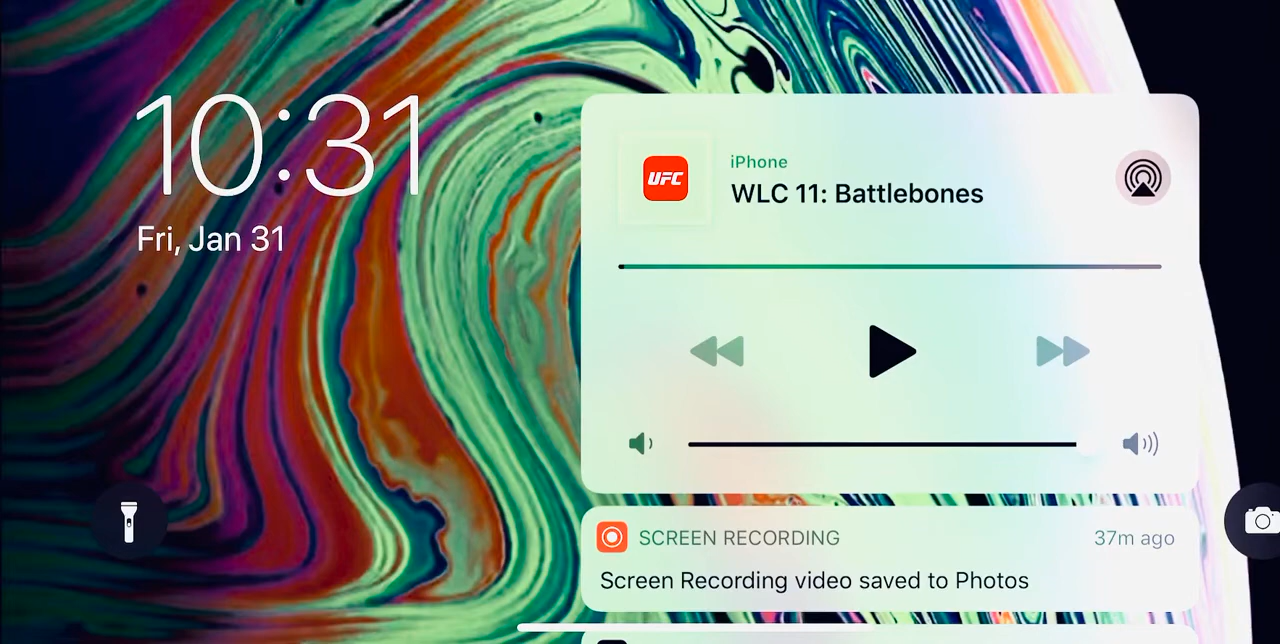 10:31
Fri, Jan 31
UFC
iPhone
WLC 11: Battlebones
SCREEN RECORDING
37m ago
Screen Recording video saved to Photos